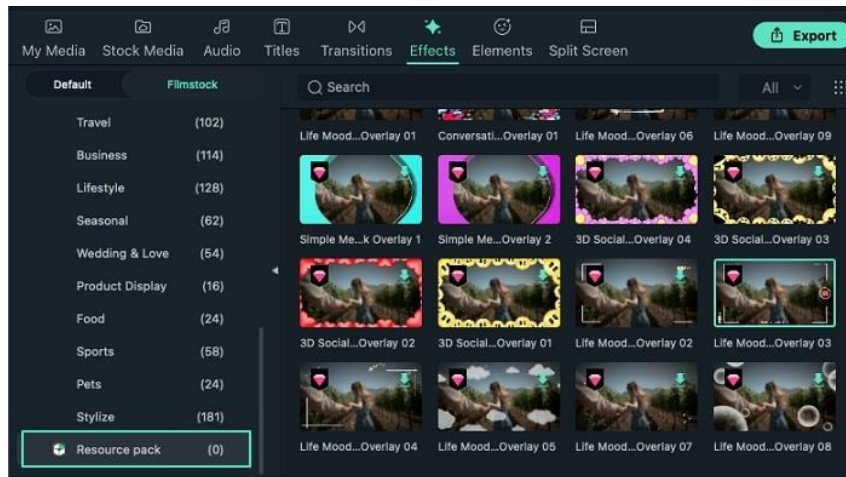 My Media Stock Media Audio Titles Transitions Effects Elements Split Screen Export
Default Filmstock
Search All
Travel (102)
Business (114)
Lifestyle (128)
Seasonal (62)
Wedding & Love (54)
Product Display (16)
Food (24)
Sports (58)
Pets (24)
Stylize (181)
Resource pack (0)
Life Mood...Overlay 01 Conversati...Overlay 01 Life Mood...Overlay 06 Life Mood...Overlay 09
Simple Me...k Overlay 1 Simple Me...Overlay 2 3D Social...Overlay 04 3D Social...Overlay 03
3D Social...Overlay 02 3D Social...Overlay 01 Life Mood...Overlay 02 Life Mood...Overlay 03
Life Mood...Overlay 04 Life Mood...Overlay 05 Life Mood...Overlay 07 Life Mood...Overlay 08